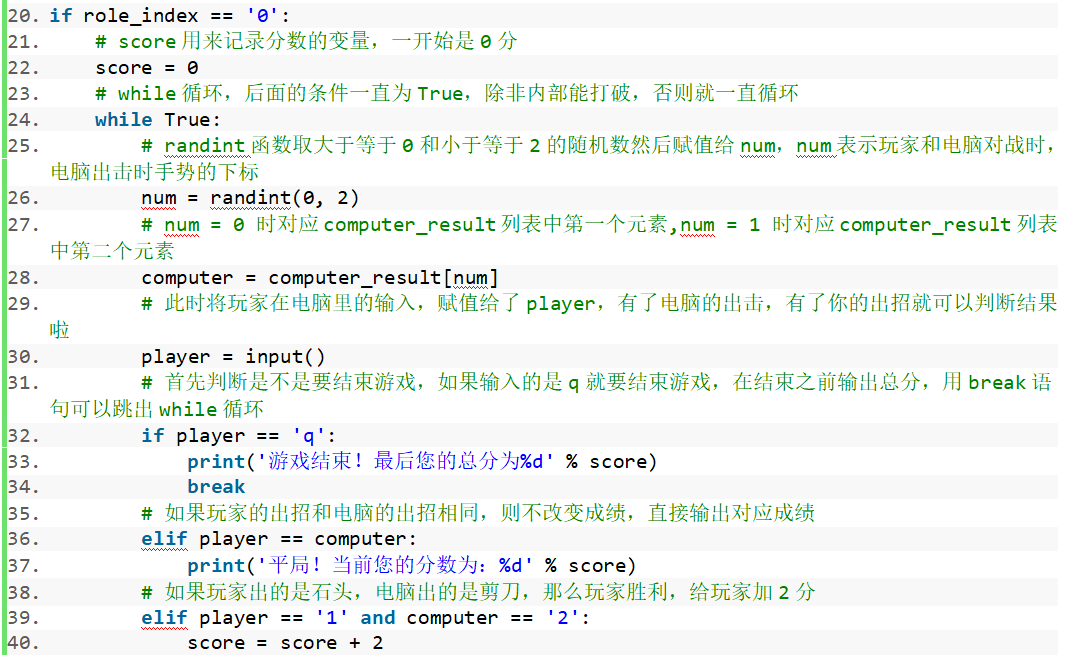 20. if role_index == '0':
21.     # score 用来记录分数的变量，一开始是 0 分
22.     score = 0
23.     # while 循环，后面的条件一直为 True，除非内部能打破，否则就一直循环
24.     while True:
25.         # randint 函数取大于等于 0 和小于等于 2 的随机数然后赋值给 num，num 表示玩家和电脑对战时，
电脑出击时手势的下标
26.         num = randint(0, 2)
27.         # num = 0 时对应 computer_result 列表中第一个元素,num = 1 时对应 computer_result 列表
中第二个元素
28.         computer = computer_result[num]
29.         # 此时将玩家在电脑里的输入，赋值给了 player，有了电脑的出击，有了你的出招就可以判断结果
啦
30.         player = input()
31.         # 首先判断是不是要结束游戏，如果输入的是 q 就要结束游戏，在结束之前输出总分，用 break 语
句可以跳出 while 循环
32.         if player == 'q':
33.             print('游戏结束！最后您的总分为%d' % score)
34.             break
35.         # 如果玩家的出招和电脑的出招相同，则不改变成绩，直接输出对应成绩
36.         elif player == computer:
37.             print('平局！当前您的分数为：%d' % score)
38.         # 如果玩家出的是石头，电脑出的是剪刀，那么玩家胜利，给玩家加 2 分
39.         elif player == '1' and computer == '2':
40.             score = score + 2